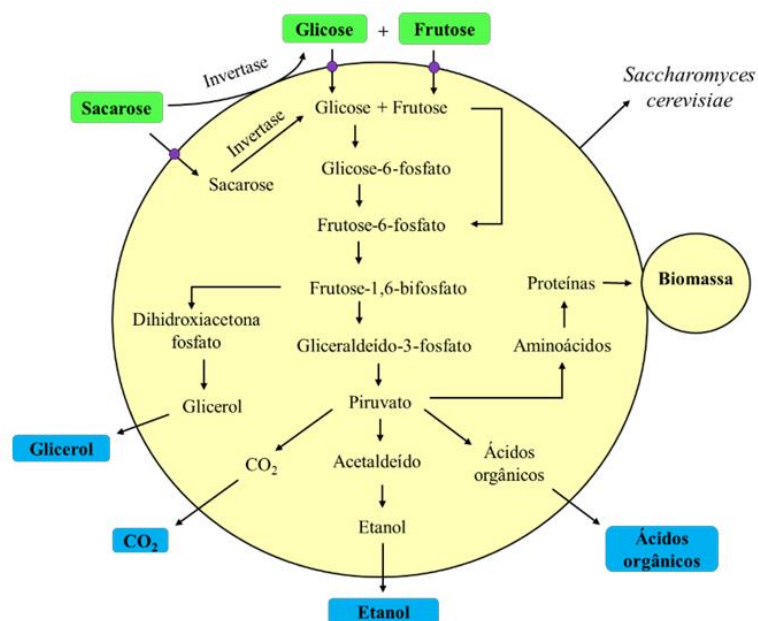 Glicose + Frutose
Invertase
Saccharomyces
cerevisiae
Sacarose
Glicose + Frutose
Invertase
Sacarose
Glicose-6-fosfato
Frutose-6-fosfato
Frutose-1,6-bifosfato
Proteínas
Biomassa
Dihidroxiacetona
fosfato
Gliceraldeído-3-fosfato
Aminoácidos
Glicerol
Piruvato
Glicerol
CO₂
Acetaldeído
Ácidos
orgânicos
Etanol
CO₂
Ácidos
orgânicos
Etanol